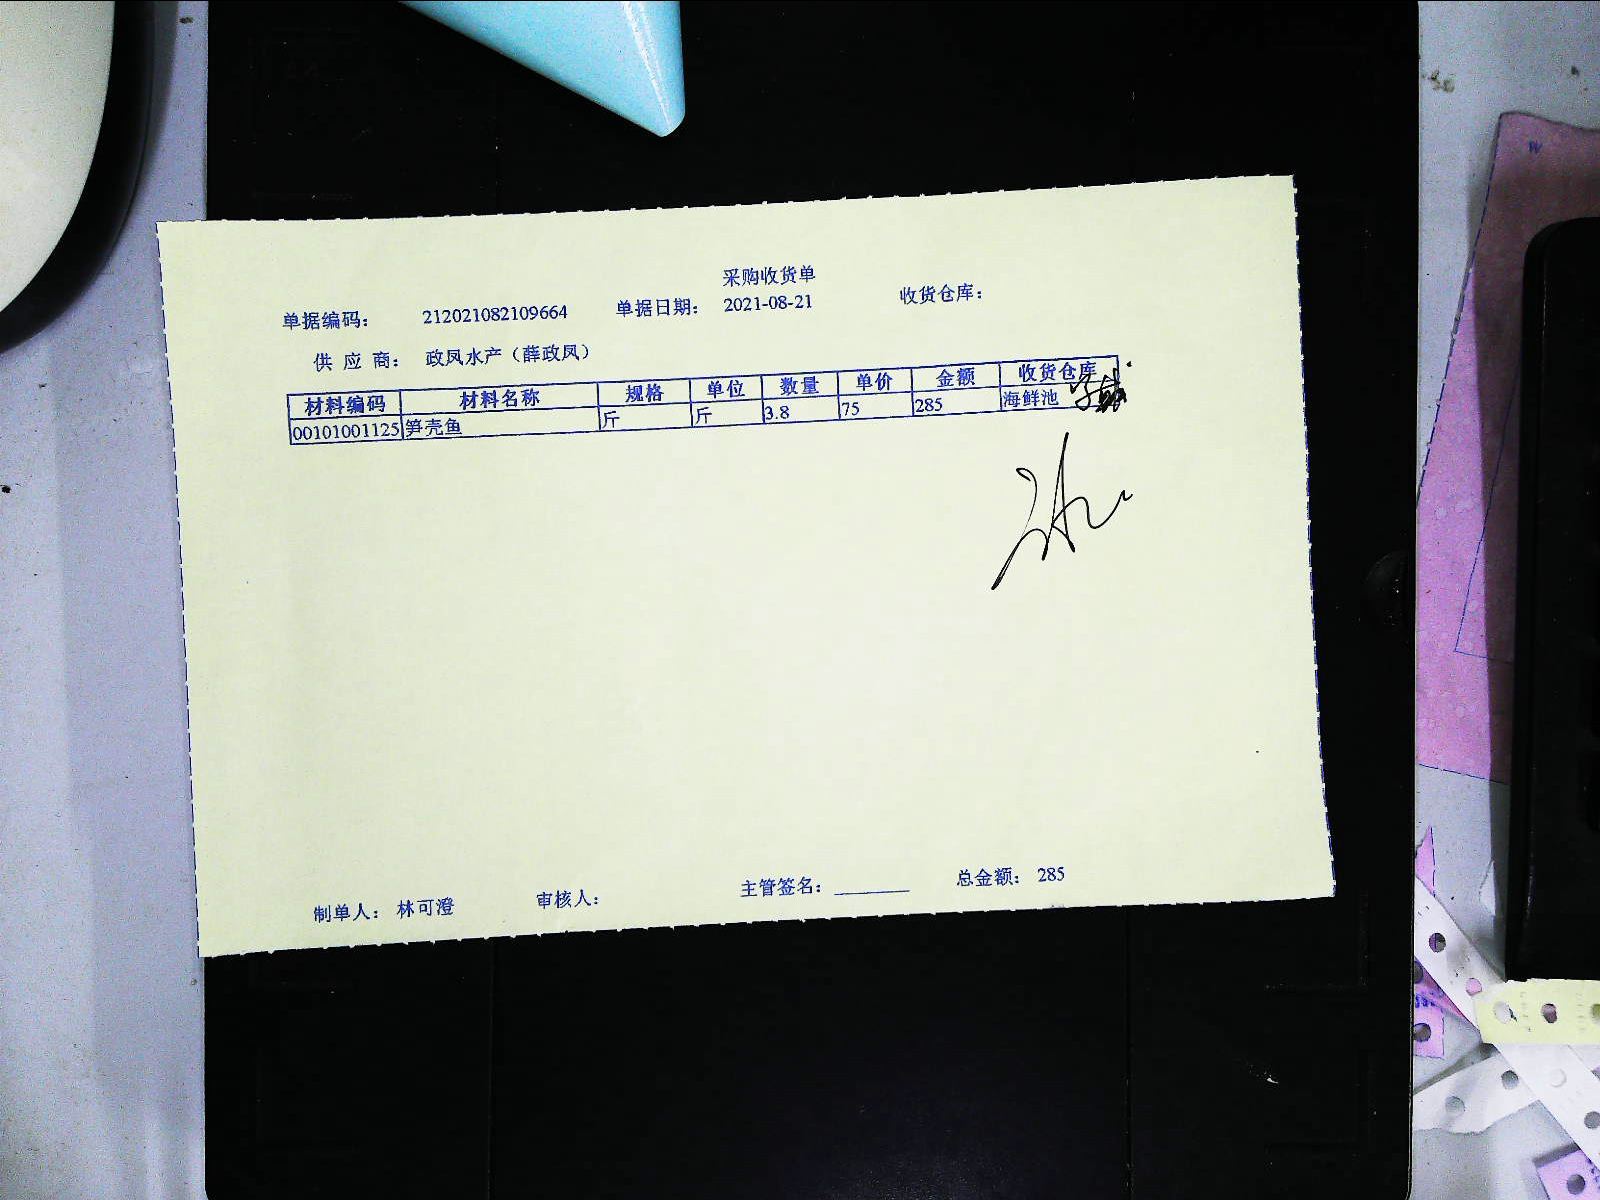 采购收货单
单据编码： 212021082109664 单据日期： 2021-08-21 收货仓库：
供 应 商： 政凤水产（薛政凤）
材料编码 材料名称 规格 单位 数量 单价 金额 收货仓库
00101001125 笋壳鱼 斤 斤 3.8 75 285 海鲜池
制单人： 林可澄 审核人： 主管签名： 总金额： 285